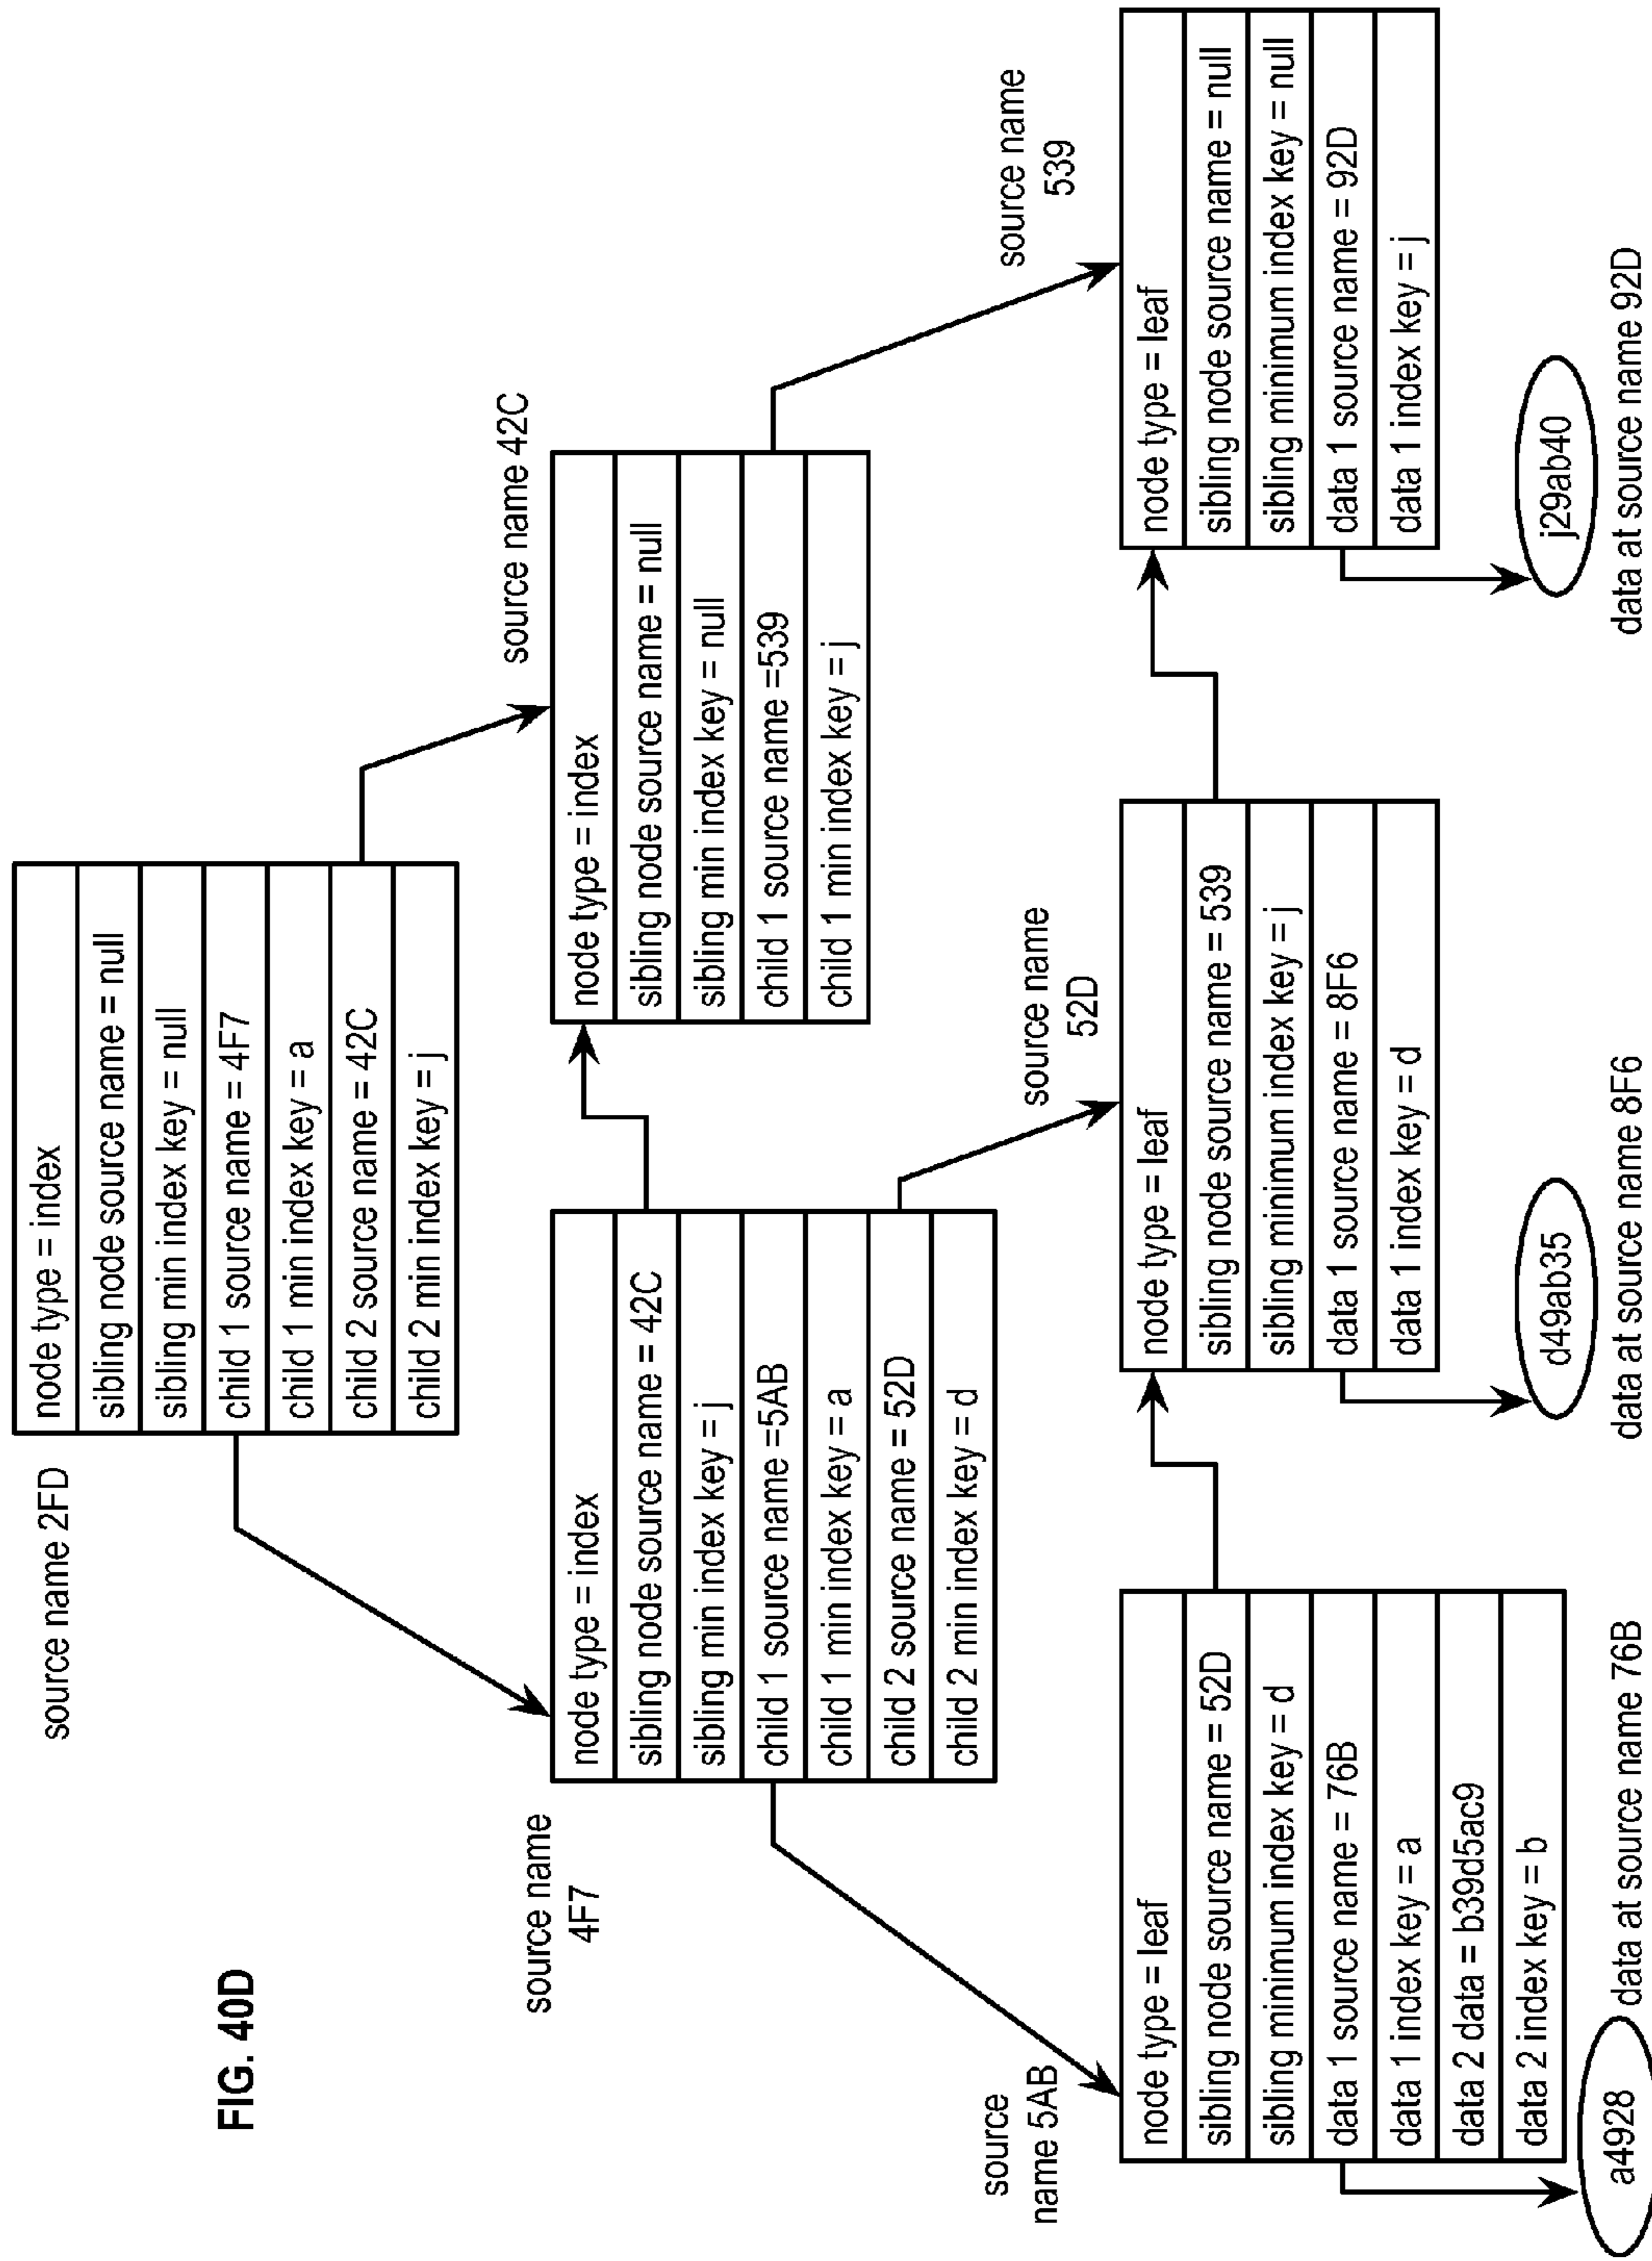 FIG. 40D
source name 2FD
node type = index
sibling node source name = null
sibling min index key = null
child 1 source name = 4F7
child 1 min index key = a
child 2 source name = 42C
child 2 min index key = j
source name
4F7
node type = index
sibling node source name = 42C
sibling min index key = j
child 1 source name =5AB
child 1 min index key = a
child 2 source name = 52D
child 2 min index key = d
source name 42C
node type = index
sibling node source name = null
sibling min index key = null
child 1 source name =539
child 1 min index key = j
source
name 5AB
node type = leaf
sibling node source name = 52D
sibling minimum index key = d
data 1 source name = 76B
data 1 index key = a
data 2 data = b39d5ac9
data 2 index key = b
a4928
data at source name 76B
source name
52D
node type = leaf
sibling node source name = 539
sibling minimum index key = j
data 1 source name = 8F6
data 1 index key = d
d49ab35
data at source name 8F6
source name
539
node type = leaf
sibling node source name = null
sibling minimum index key = null
data 1 source name = 92D
data 1 index key = j
j29ab40
data at source name 92D